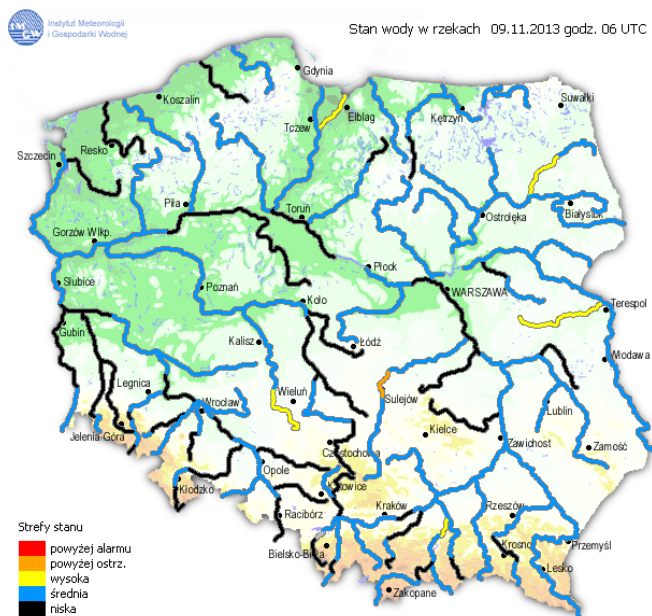 Instytut Meteorologii
i Gospodarki Wodnej
Stan wody w rzekach 09.11.2013 godz. 06 UTC
Gdynia
Koszalin
Suwałki
Elbląg
Kętrzyn
Tczew
Resko
Szczecin
Białystok
Piła
Toruń
Ostrołęka
Gorzów Wlkp.
Płock
Słubice
Poznań
WARSZAWA
Koło
Terespol
Gubin
Kalisz
Łódź
Włodawa
Legnica
Wieluń
Sulejów
Wrocław
Lublin
Jelenia Góra
Kielce
Zawichost
Zamość
Częstochowa
Opole
Kłodzko
Katowice
Racibórz
Kraków
Rzeszów
Bielsko-Biała
Krosno
Przemyśl
Lesko
Zakopane
Strefy stanu
powyżej alarmu
powyżej ostrz.
wysoka
średnia
niska